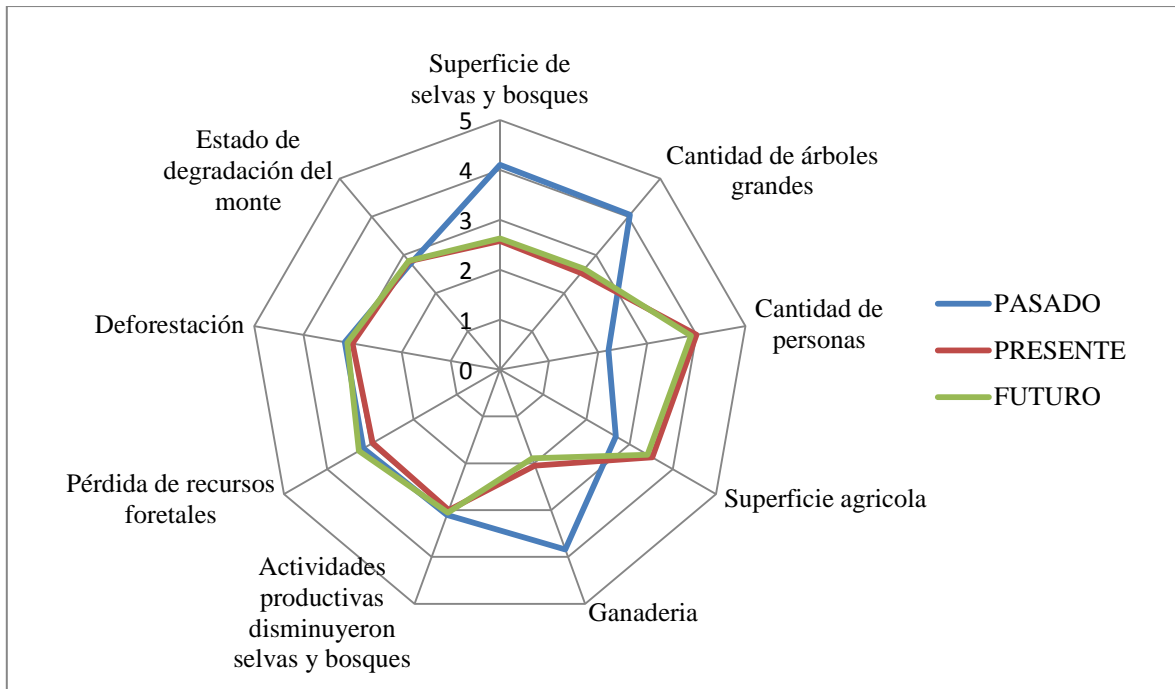 Superficie de
selvas y bosques
Cantidad de árboles
grandes
Cantidad de
personas
Superficie agricola
Ganaderia
Actividades
productivas
disminuyeron
selvas y bosques
Pérdida de recursos
foretales
Deforestación
Estado de
degradación del
monte
5
4
3
2
1
0
PASADO
PRESENTE
FUTURO